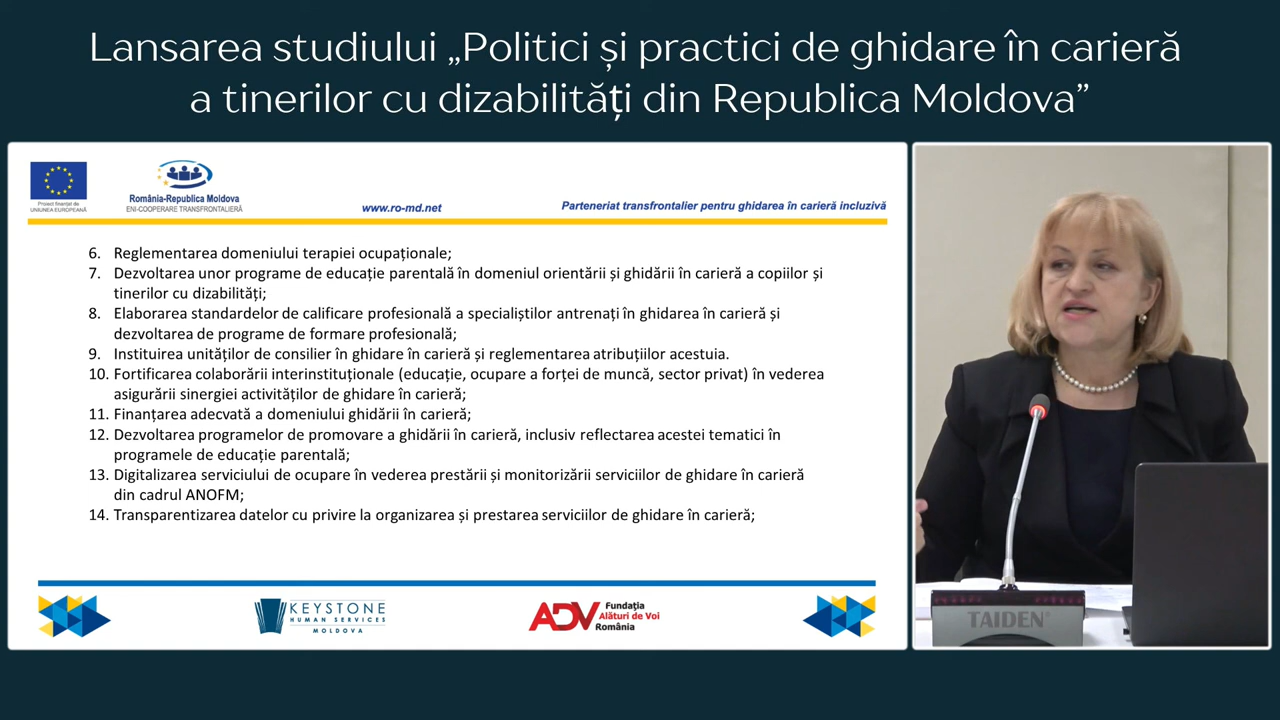 Lansarea studiului „Politici și practici de ghidare în carieră
a tinerilor cu dizabilități din Republica Moldova”
Proiect finanțat de
UNIUNEA EUROPEANĂ
România-Republica Moldova
ENI-COOPERARE TRANSFRONTALIERĂ
www.ro-md.net
Parteneriat transfrontalier pentru ghidarea în carieră incluzivă
6. Reglementarea domeniului terapiei ocupaționale;
7. Dezvoltarea unor programe de educație parentală în domeniul orientării și ghidării în carieră a copiilor și
tinerilor cu dizabilități;
8. Elaborarea standardelor de calificare profesională a specialiștilor antrenați în ghidarea în carieră și
dezvoltarea de programe de formare profesională;
9. Instituirea unităților de consilier în ghidare în carieră și reglementarea atribuțiilor acestuia.
10. Fortificarea colaborării interinstituționale (educație, ocupare a forței de muncă, sector privat) în vederea
asigurării sinergiei activităților de ghidare în carieră;
11. Finanțarea adecvată a domeniului ghidării în carieră;
12. Dezvoltarea programelor de promovare a ghidării în carieră, inclusiv reflectarea acestei tematici în
programele de educație parentală;
13. Digitalizarea serviciului de ocupare în vederea prestării și monitorizării serviciilor de ghidare în carieră
din cadrul ANOFM;
14. Transparentizarea datelor cu privire la organizarea și prestarea serviciilor de ghidare în carieră;
KEYSTONE
HUMAN SERVICES
MOLDOVA
ADV
Fundația
Alături de Voi
România
TAIDEN